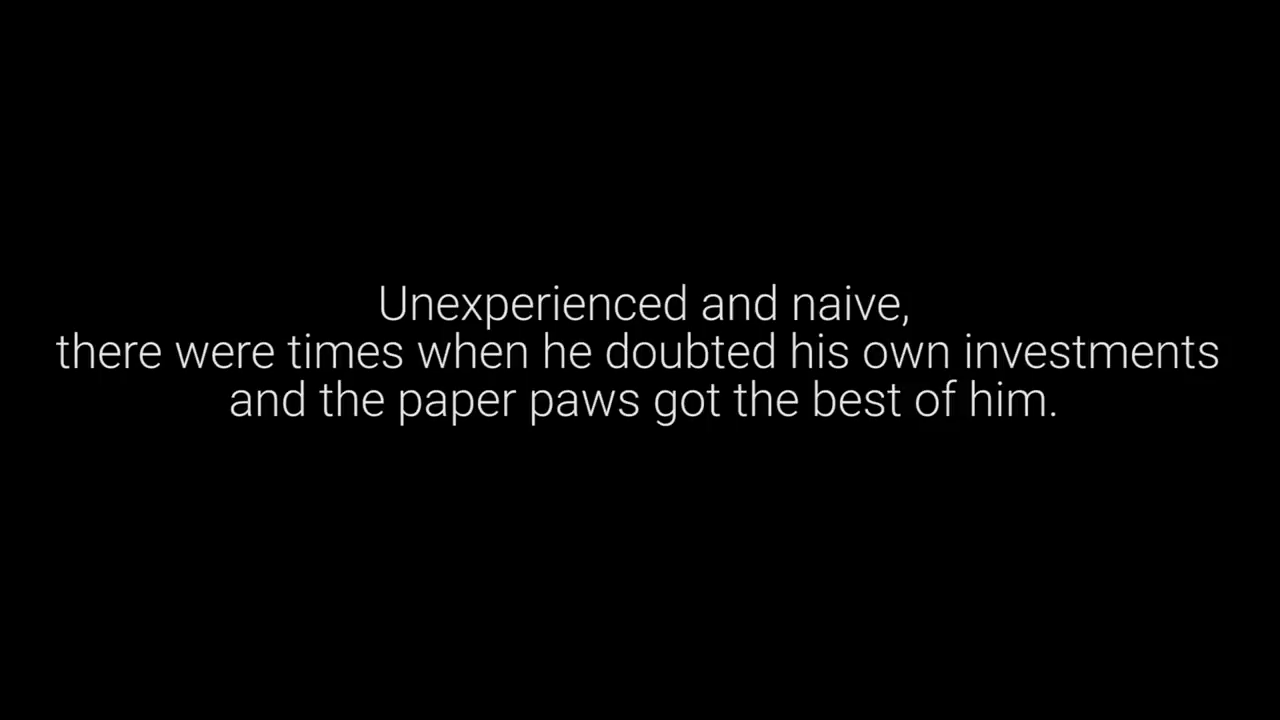 Unexperienced and naive,
there were times when he doubted his own investments
and the paper paws got the best of him.